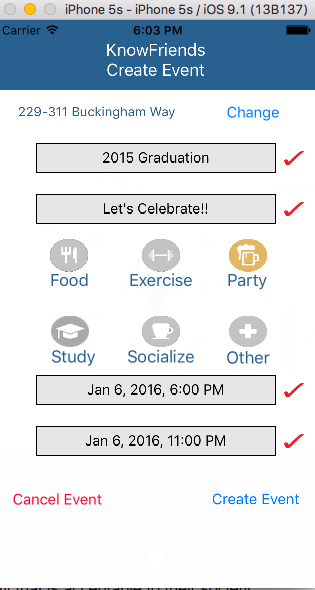 iPhone 5s - iPhone 5s / iOS 9.1 (13B137)
Carrier 6:03 PM
KnowFriends
Create Event
229-311 Buckingham Way Change
2015 Graduation
Let's Celebrate!!
Food Exercise Party
Study Socialize Other
Jan 6, 2016, 6:00 PM
Jan 6, 2016, 11:00 PM
Cancel Event Create Event